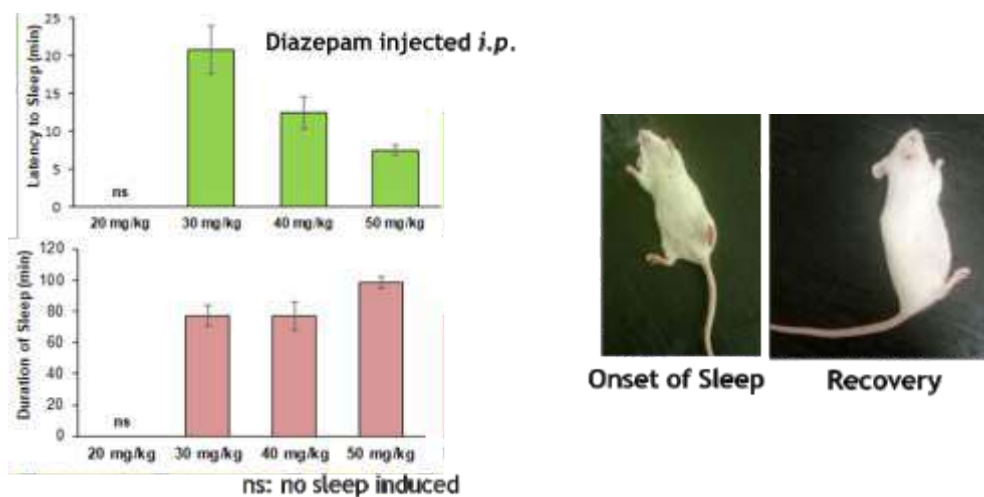 Diazepam injected i.p.
Latency to Sleep (min)
25
20
15
10
5
0
ns
20 mg/kg 30 mg/kg 40 mg/kg 50 mg/kg
Duration of Sleep (min)
120
100
80
60
40
20
0
ns
20 mg/kg 30 mg/kg 40 mg/kg 50 mg/kg
ns: no sleep induced
Onset of Sleep Recovery